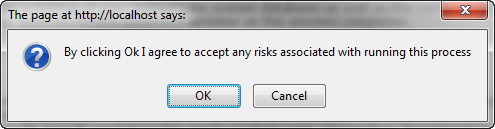 The page at http://localhost says:
By clicking Ok I agree to accept any risks associated with running this process
OK
Cancel